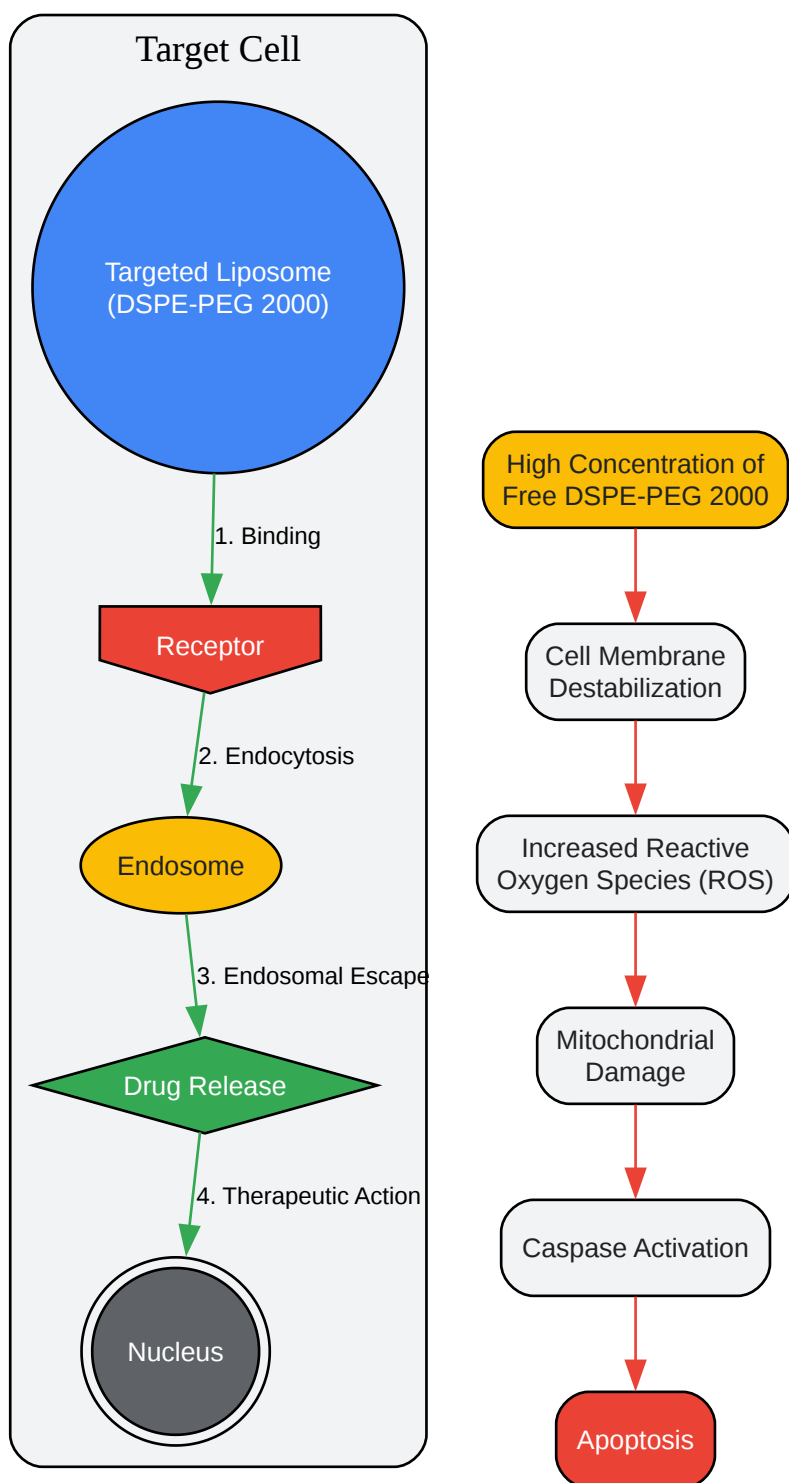 Target Cell
Targeted Liposome
(DSPE-PEG 2000)
1. Binding
Receptor
2. Endocytosis
Endosome
3. Endosomal Escape
Drug Release
4. Therapeutic Action
Nucleus
High Concentration of
Free DSPE-PEG 2000
Cell Membrane
Destabilization
Increased Reactive
Oxygen Species (ROS)
Mitochondrial
Damage
Caspase Activation
Apoptosis